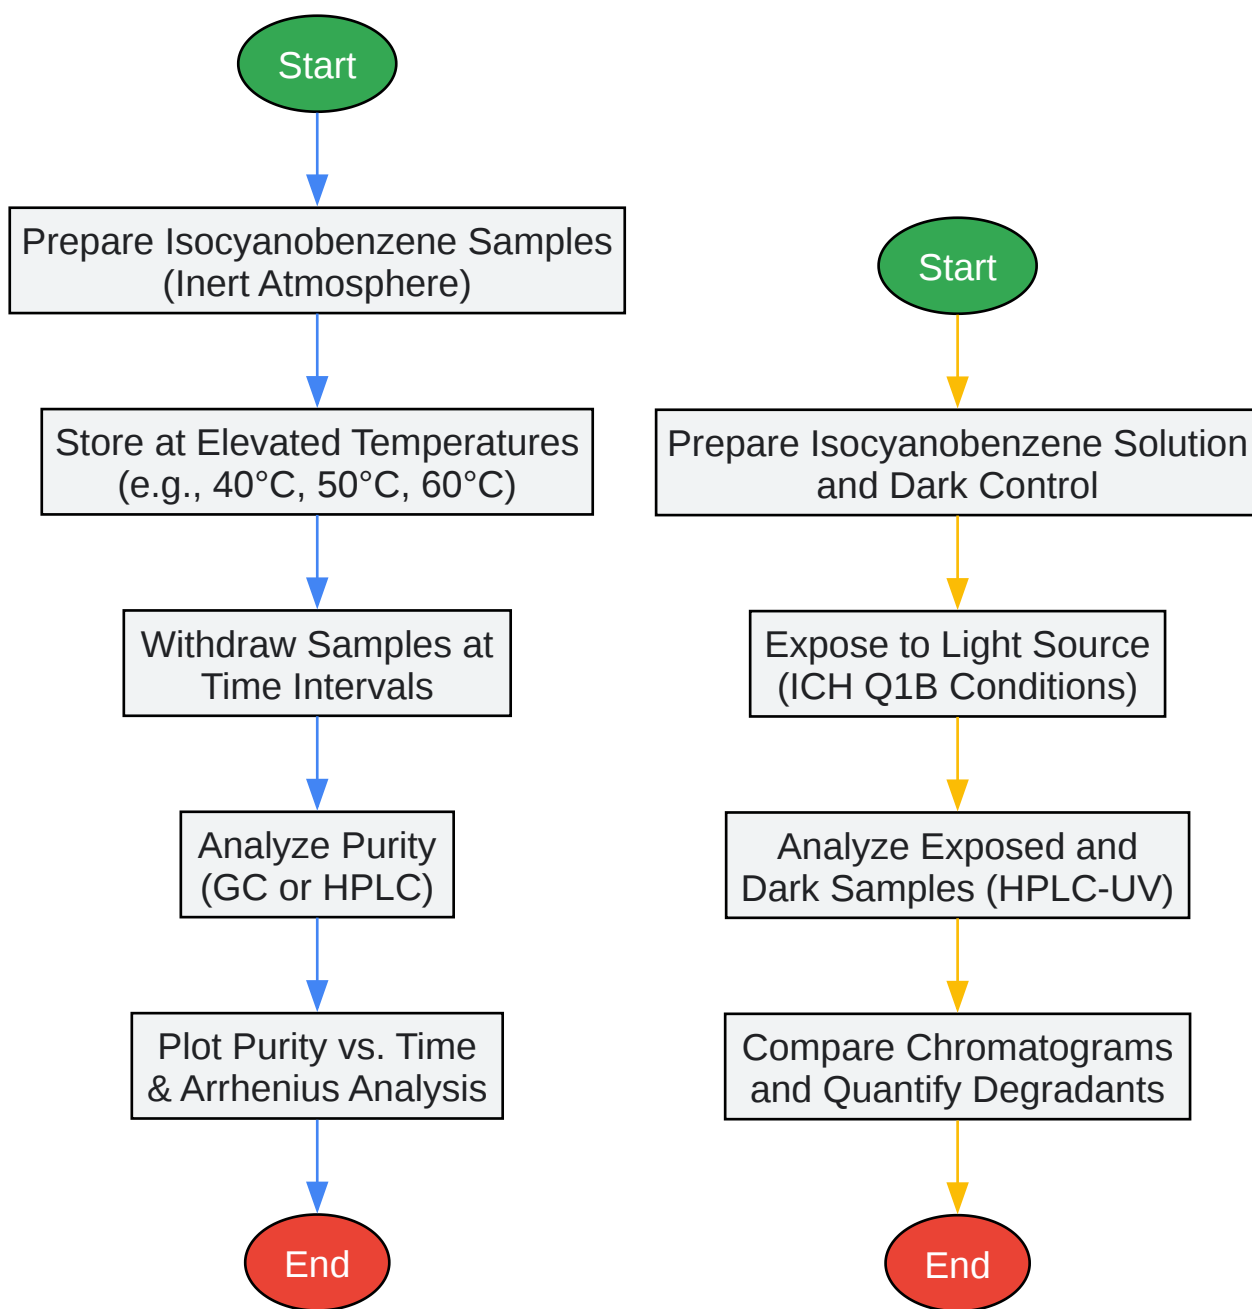 Start
Prepare Isocyanobenzene Samples
(Inert Atmosphere)
Store at Elevated Temperatures
(e.g., 40°C, 50°C, 60°C)
Withdraw Samples at
Time Intervals
Analyze Purity
(GC or HPLC)
Plot Purity vs. Time
& Arrhenius Analysis
End
Start
Prepare Isocyanobenzene Solution
and Dark Control
Expose to Light Source
(ICH Q1B Conditions)
Analyze Exposed and
Dark Samples (HPLC-UV)
Compare Chromatograms
and Quantify Degradants
End